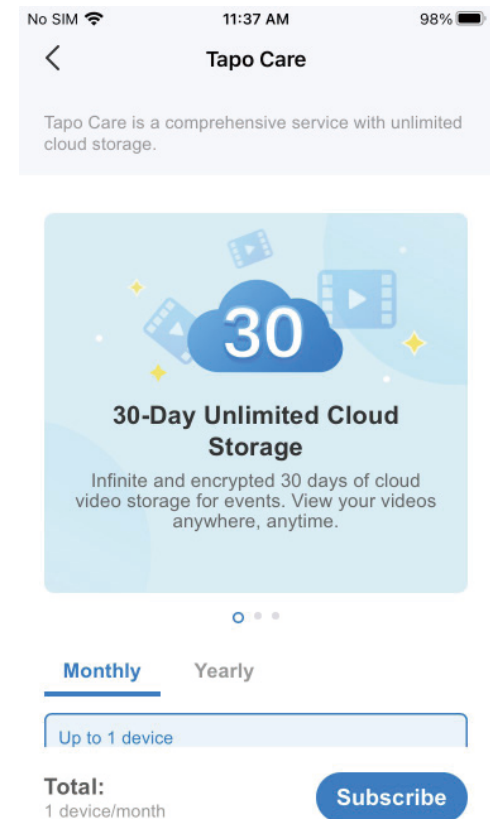 No SIM 11:37 AM 98%
Tapo Care
Tapo Care is a comprehensive service with unlimited
cloud storage.
30
30-Day Unlimited Cloud
Storage
Infinite and encrypted 30 days of cloud
video storage for events. View your videos
anywhere, anytime.
Monthly Yearly
Up to 1 device
Total:
1 device/month
Subscribe